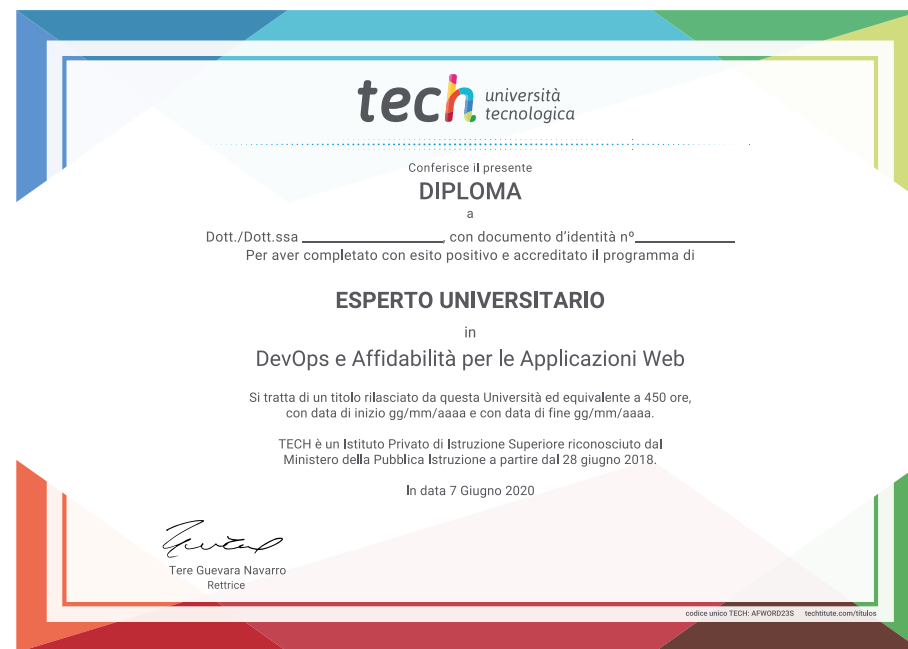 tech università
tecnologica
Conferisce il presente
DIPLOMA
a
Dott./Dott.ssa ____________________, con documento d'identità nº______________
Per aver completato con esito positivo e accreditato il programma di
ESPERTO UNIVERSITARIO
in
DevOps e Affidabilità per le Applicazioni Web
Si tratta di un titolo rilasciato da questa Università ed equivalente a 450 ore,
con data di inizio gg/mm/aaaa e con data di fine gg/mm/aaaa.
TECH è un Istituto Privato di Istruzione Superiore riconosciuto dal
Ministero della Pubblica Istruzione a partire dal 28 giugno 2018.
In data 7 Giugno 2020
Tere Guevara Navarro
Rettrice
codice unico TECH: AFWORD23S techtitute.com/titulos